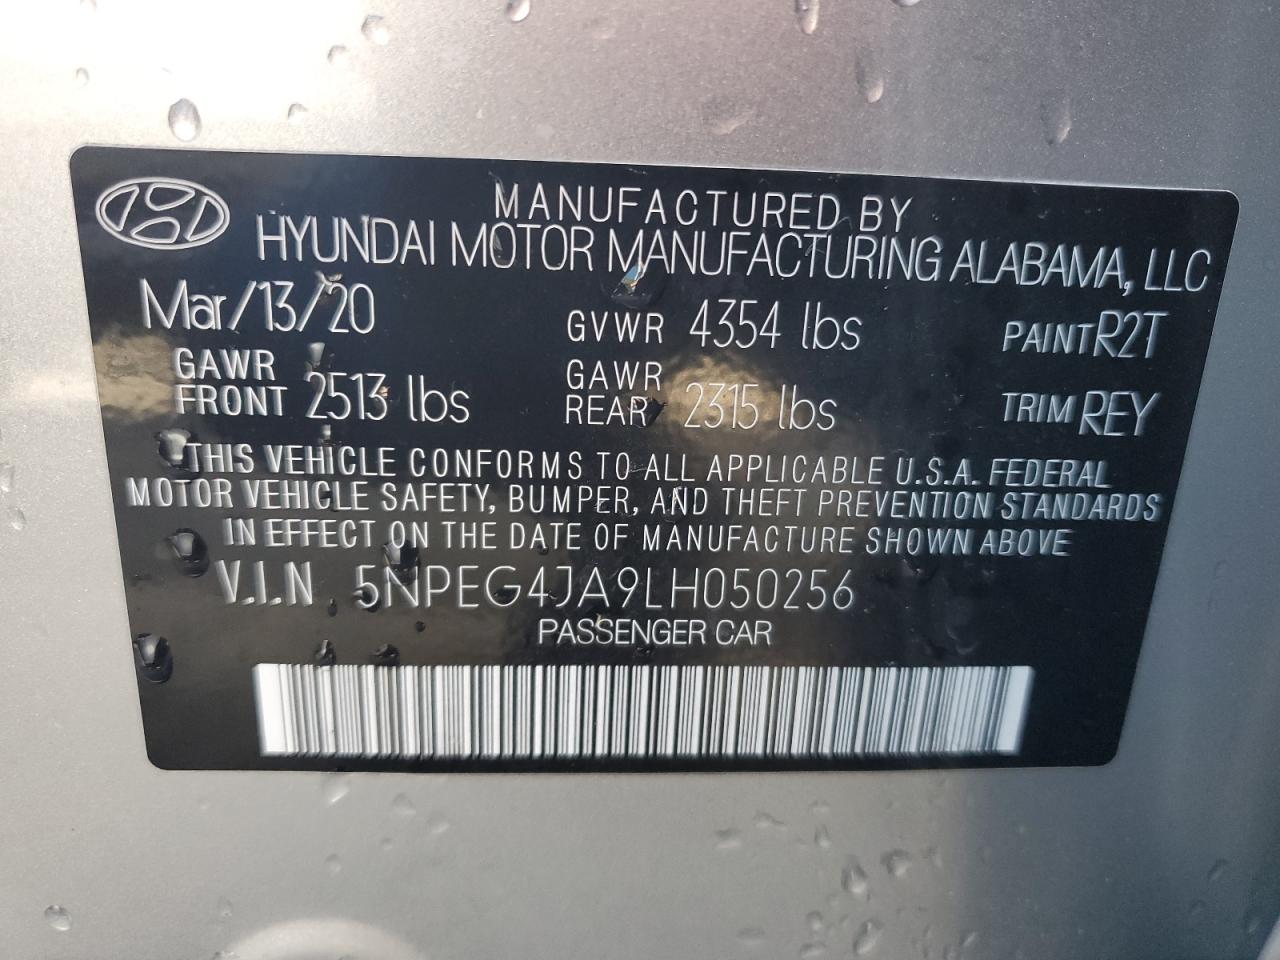 MANUFACTURED BY
HYUNDAI MOTOR MANUFACTURING ALABAMA, LLC
Mar/13/20 GVWR 4354 lbs PAINT R2T
GAWR FRONT 2513 lbs GAWR REAR 2315 lbs TRIM REY
THIS VEHICLE CONFORMS TO ALL APPLICABLE U.S.A. FEDERAL
MOTOR VEHICLE SAFETY, BUMPER, AND THEFT PREVENTION STANDARDS
IN EFFECT ON THE DATE OF MANUFACTURE SHOWN ABOVE
V.I.N 5NPEG4JA9LH050256
PASSENGER CAR